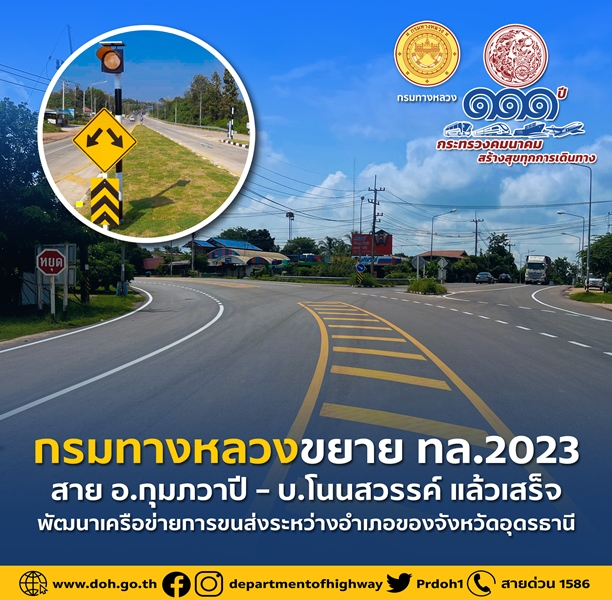 กรมทางหลวง
๑๑๑ ปี
กระทรวงคมนาคม
สร้างสุขทุกการเดินทาง
หยุด
กรมทางหลวงขยาย ทล.2023
สาย อ.กุมภวาปี - บ.โนนสวรรค์ แล้วเสร็จ
พัฒนาเครือข่ายการขนส่งระหว่างอำเภอของจังหวัดอุดรธานี
www.doh.go.th departmentofhighway Prdoh1 สายด่วน 1586